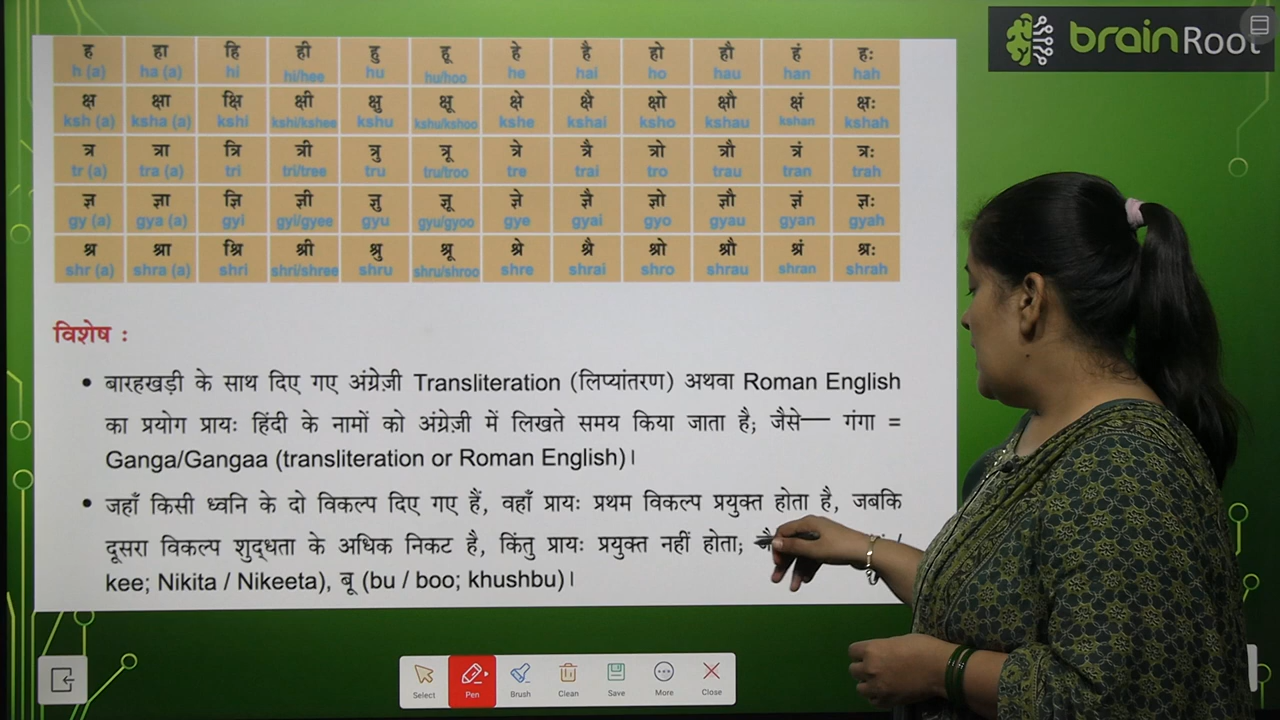 brainRoot
ह हा हि ही हु हू हे है हो हौ हं हः
h (a) ha (a) hi hi/hee hu hu/hoo he hai ho hau han hah
क्ष क्षा क्षि क्षी क्षु क्षू क्षे क्षै क्षो क्षौ क्षं क्षः
ksh (a) ksha (a) kshi kshi/kshee kshu kshu/kshoo kshe kshai ksho kshau kshan kshah
त्र त्रा त्रि त्री त्रु त्रू त्रे त्रै त्रो त्रौ त्रं त्रः
tr (a) tra (a) tri tri/tree tru tru/troo tre trai tro trau tran trah
ज्ञ ज्ञा ज्ञि ज्ञी ज्ञु ज्ञू ज्ञे ज्ञै ज्ञो ज्ञौ ज्ञं ज्ञः
gy (a) gya (a) gyi gyi/gyee gyu gyu/gyoo gye gyai gyo gyau gyan gyah
श्र श्रा श्रि श्री श्रु श्रू श्रे श्रै श्रो श्रौ श्रं श्रः
shr (a) shra (a) shri shri/shree shru shru/shroo shre shrai shro shrau shran shrah
विशेष :
• बारहखड़ी के साथ दिए गए अंग्रेज़ी Transliteration (लिप्यांतरण) अथवा Roman English
का प्रयोग प्रायः हिंदी के नामों को अंग्रेज़ी में लिखते समय किया जाता है; जैसे— गंगा =
Ganga/Gangaa (transliteration or Roman English)।
• जहाँ किसी ध्वनि के दो विकल्प दिए गए हैं, वहाँ प्रायः प्रथम विकल्प प्रयुक्त होता है, जबकि
दूसरा विकल्प शुद्धता के अधिक निकट है, किंतु प्रायः प्रयुक्त नहीं होता;
kee; Nikita / Nikeeta), बू (bu / boo; khushbu)।
Select Pen Brush Clean Save More Close